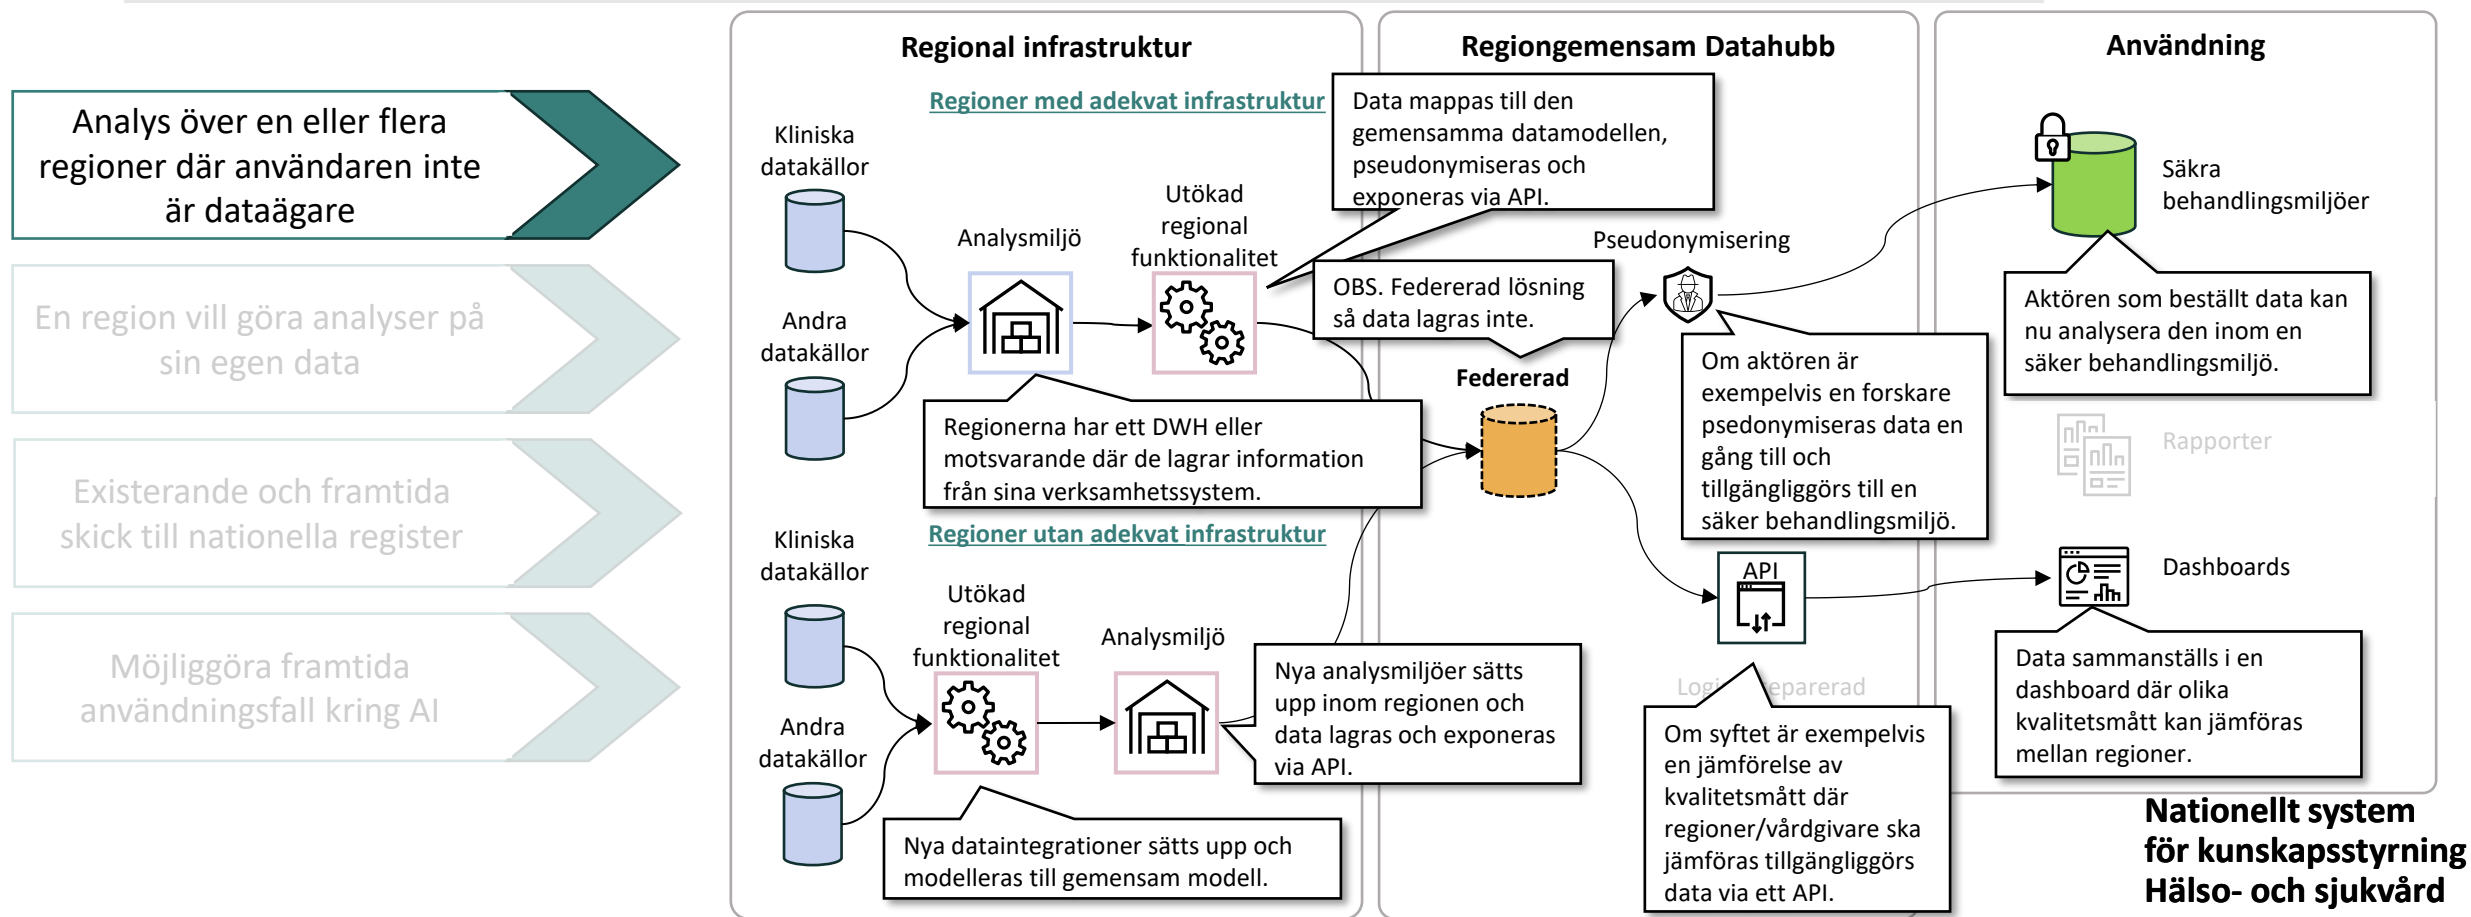 Analys över en eller flera
regioner där användaren inte
är dataägare
En region vill göra analyser på
sin egen data
Existerande och framtida
skick till nationella register
Möjliggöra framtida
användningsfall kring AI
Regional infrastruktur
Regioner med adekvat infrastruktur
Kliniska
datakällor
Andra
datakällor
Analysmiljö
Utökad
regional
funktionalitet
Data mappas till den
gemensamma datamodellen,
pseudonymiseras och
exponeras via API.
Regionerna har ett DWH eller
motsvarande där de lagrar information
från sina verksamhetssystem.
Regioner utan adekvat infrastruktur
Kliniska
datakällor
Andra
datakällor
Utökad
regional
funktionalitet
Analysmiljö
Nya analysmiljöer sätts
upp inom regionen och
data lagras och exponeras
via API.
Nya dataintegrationer sätts upp och
modelleras till gemensam modell.
Regiongemensam Datahubb
OBS. Federerad lösning
så data lagras inte.
Federerad
Pseudonymisering
Om aktören är
exempelvis en forskare
psedonymiseras data en
gång till och
tillgängliggörs till en
säker behandlingsmiljö.
API
Om syftet är exempelvis
en jämförelse av
kvalitetsmått där
regioner/vårdgivare ska
jämföras tillgängliggörs
data via ett API.
Användning
Säkra
behandlingsmiljöer
Aktören som beställt data kan
nu analysera den inom en
säker behandlingsmiljö.
Rapporter
Dashboards
Data sammanställs i en
dashboard där olika
kvalitetsmått kan jämföras
mellan regioner.
Nationellt system
för kunskapsstyrning
Hälso- och sjukvård